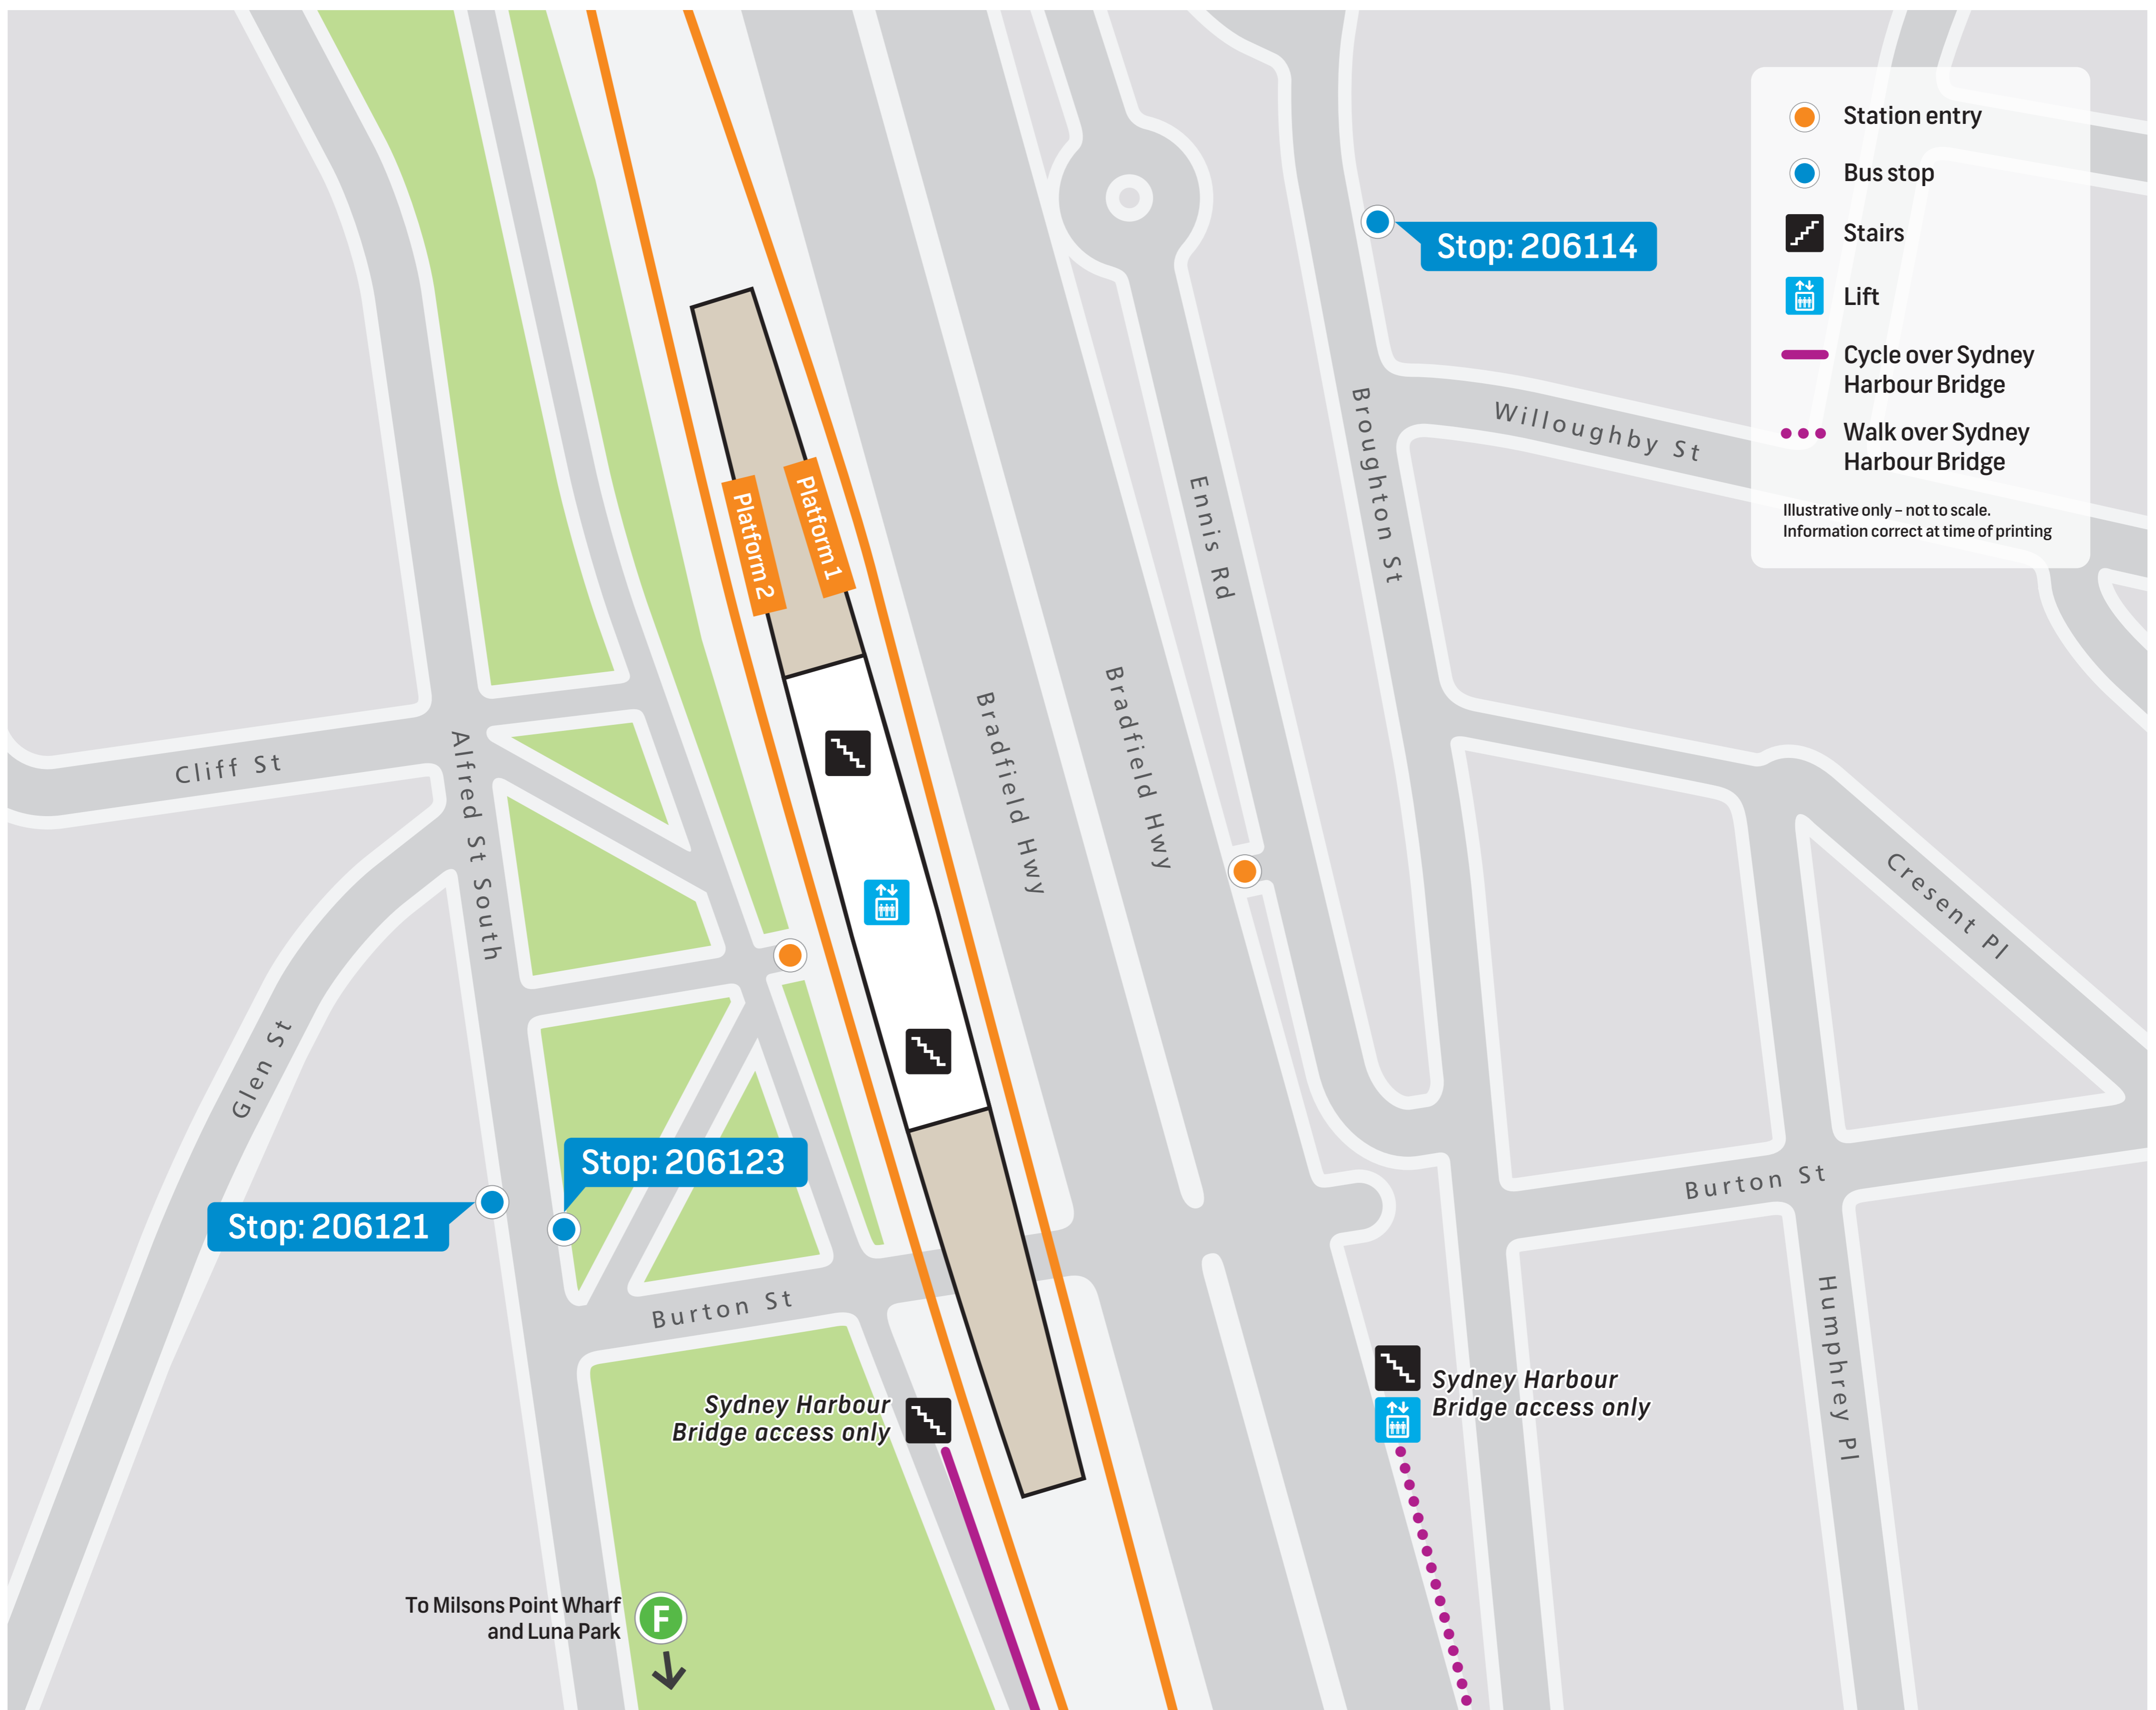 Station entry
Bus stop
Stairs
Lift
Cycle over Sydney
Harbour Bridge
Walk over Sydney
Harbour Bridge
Illustrative only – not to scale.
Information correct at time of printing
Stop: 206114
Willoughby St
Broughton St
Ennis Rd
Platform 1
Platform 2
Bradfield Hwy
Bradfield Hwy
Cliff St
Alfred St South
Cresent Pl
Glen St
Stop: 206123
Stop: 206121
Burton St
Burton St
Humphrey Pl
Sydney Harbour
Bridge access only
Sydney Harbour
Bridge access only
To Milsons Point Wharf
and Luna Park
F